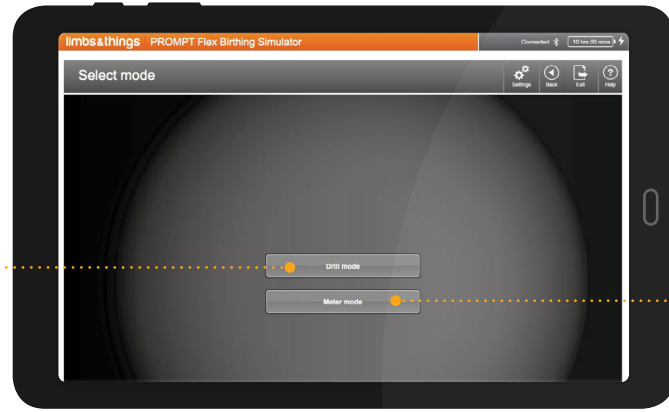 limbs&things PROMPT Flex Birthing Simulator
Connected 10 hrs 00 mins
Select mode
Settings Back Exit Help
Drill mode
Meter mode